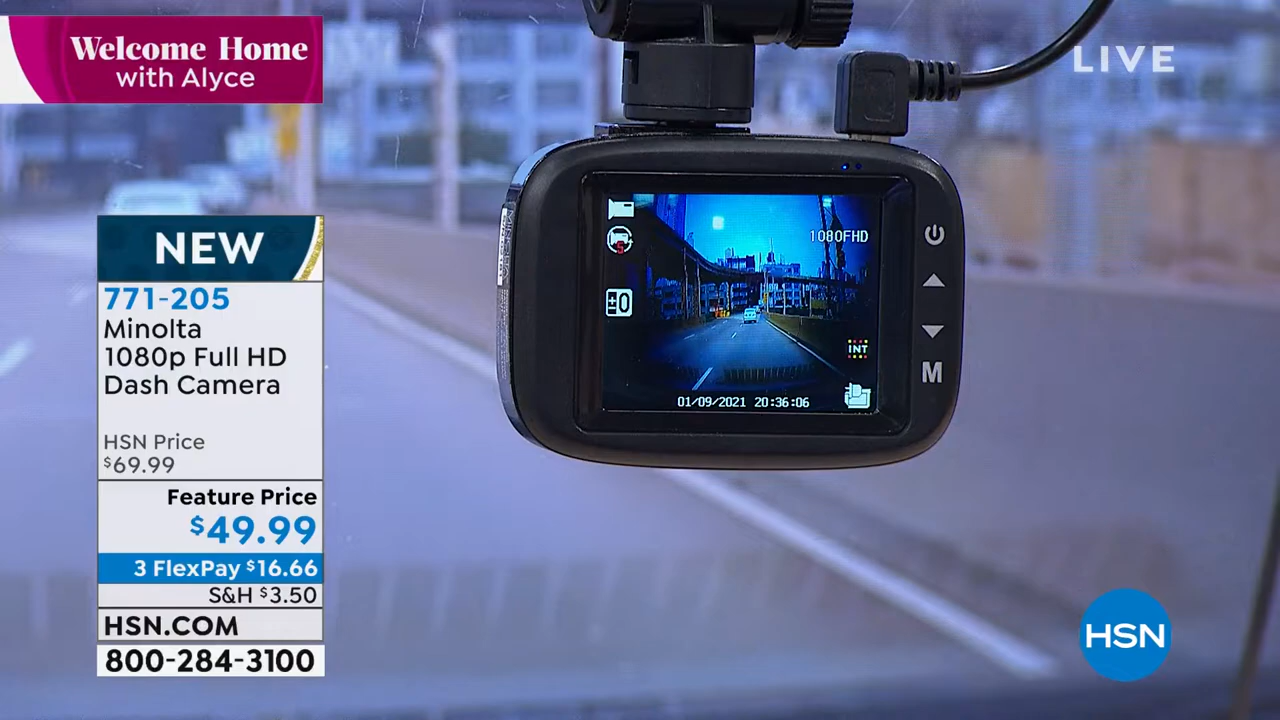 Welcome Home
with Alyce
LIVE
NEW
771-205
Minolta
1080p Full HD
Dash Camera
HSN Price
$69.99
Feature Price
$49.99
3 FlexPay $16.66
S&H $3.50
HSN.COM
800-284-3100
1080FHD
5
±0
INT
01/09/2021 20:36:06
M
HSN